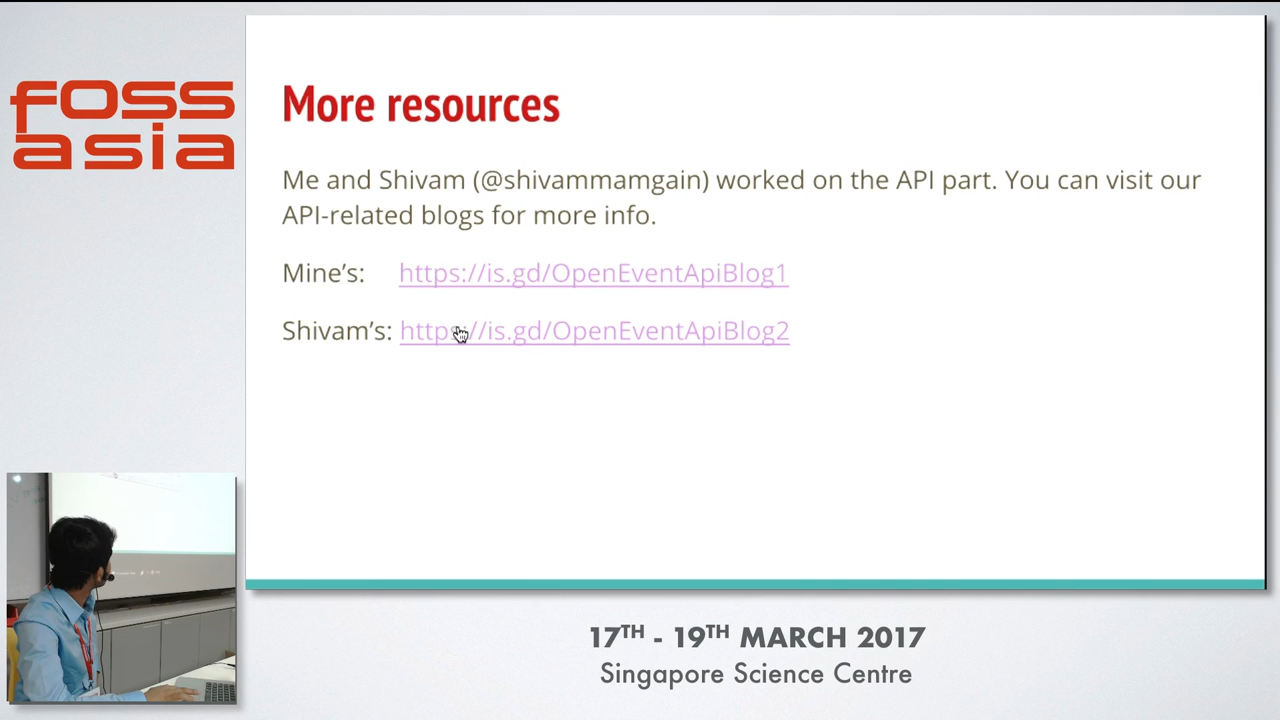 foss
asia
More resources
Me and Shivam (@shivammamgain) worked on the API part. You can visit our
API-related blogs for more info.
Mine's: https://is.gd/OpenEventApiBlog1
Shivam's: https://is.gd/OpenEventApiBlog2
17TH - 19TH MARCH 2017
Singapore Science Centre